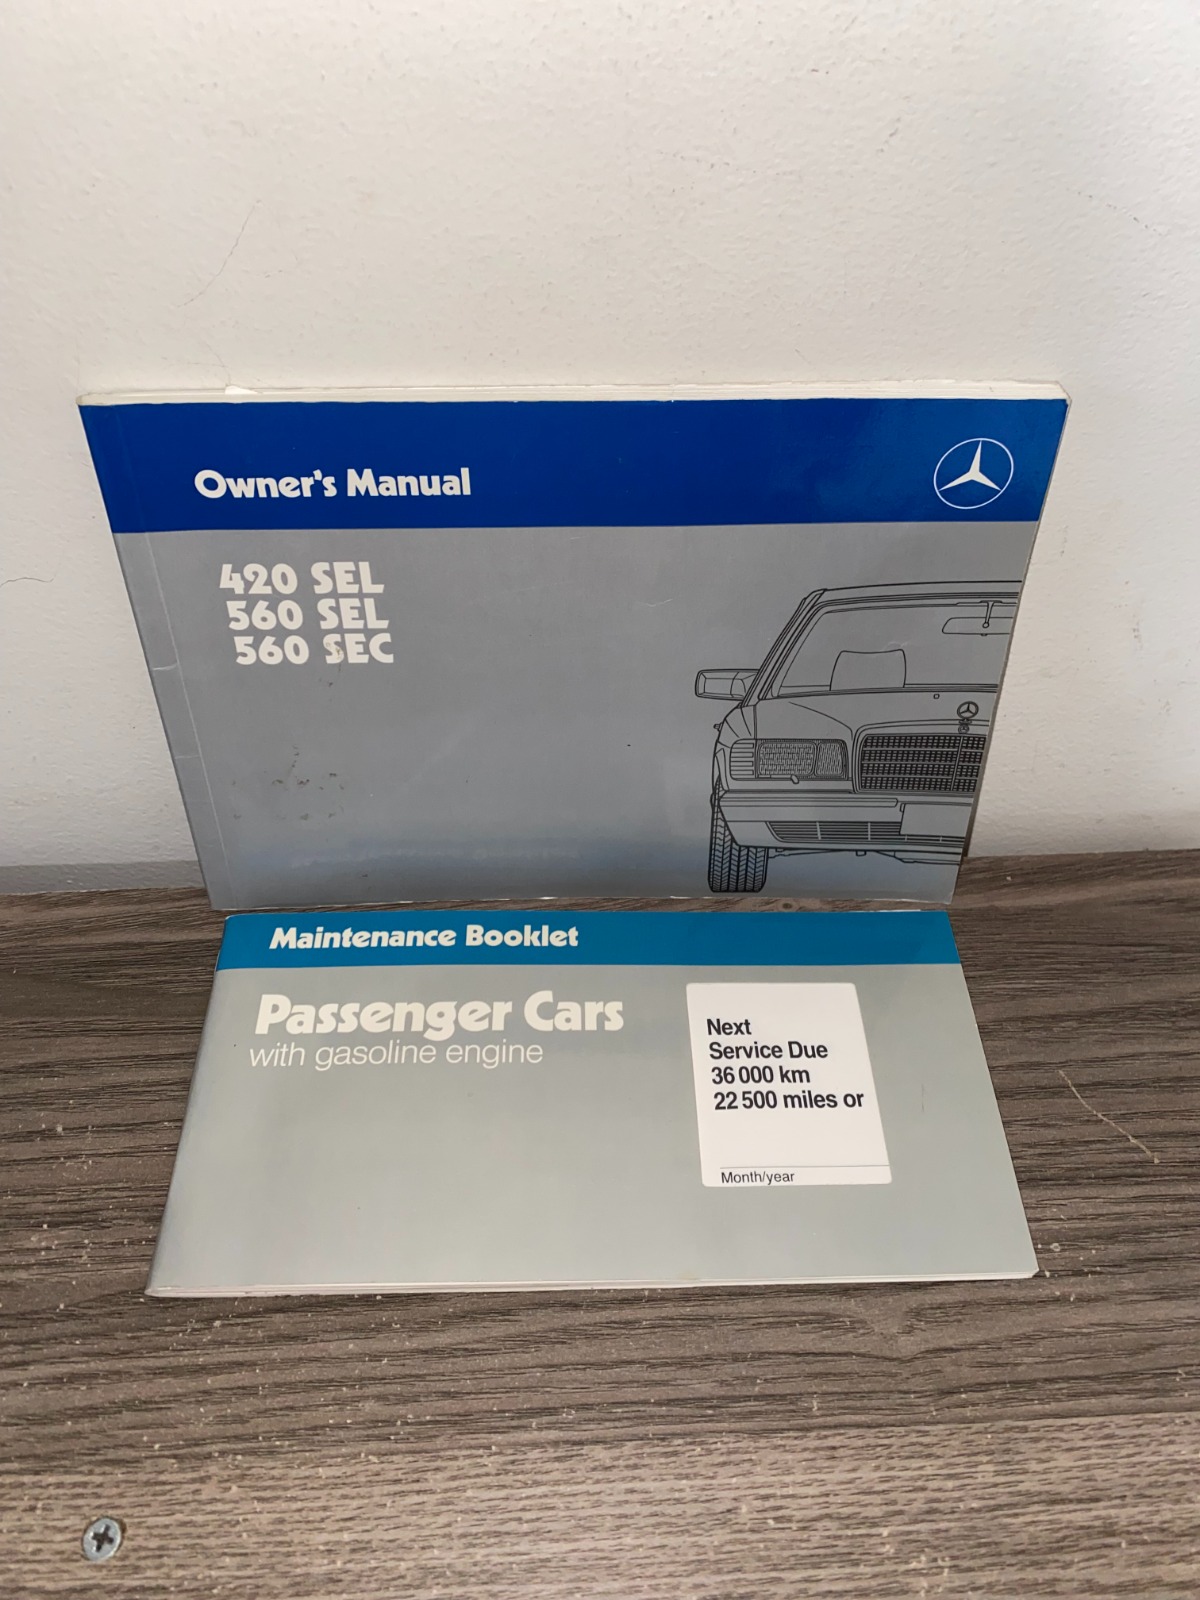 Owner's Manual
420 SEL
560 SEL
560 SEC
Maintenance Booklet
Passenger Cars
with gasoline engine
Next
Service Due
36 000 km
22 500 miles or
Month/year